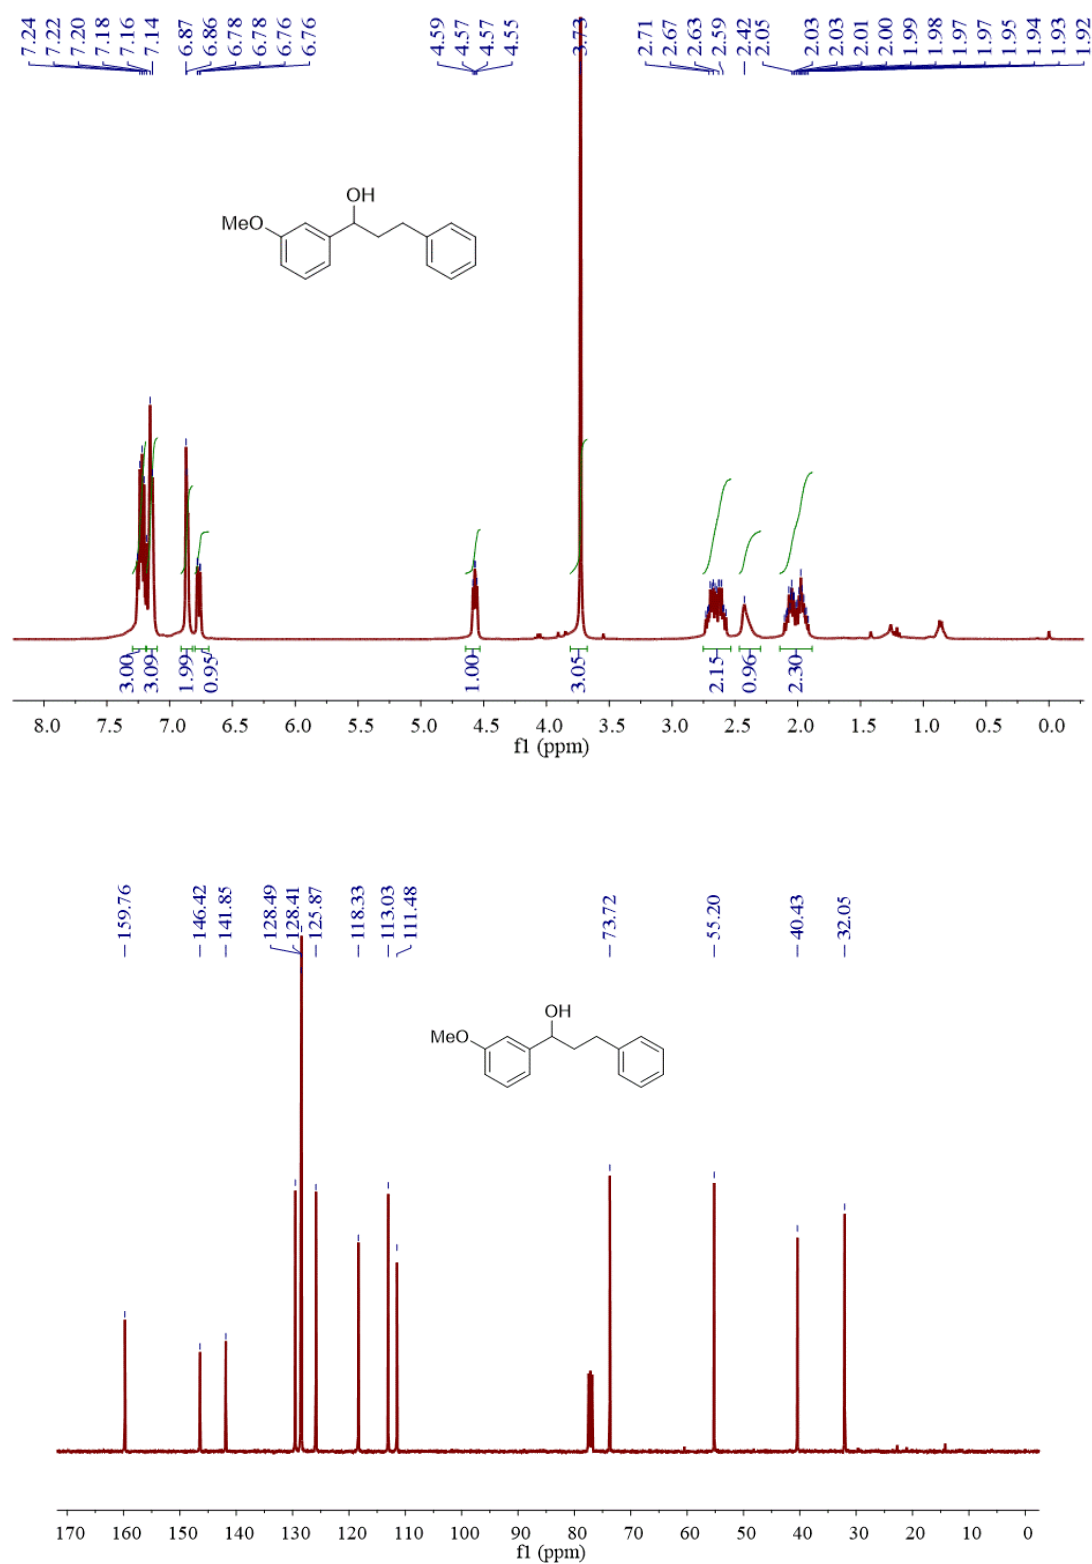 7.24 7.22 7.20 7.18 7.16 7.14 6.87 6.86 6.78 6.78 6.76 6.76 4.59 4.57 4.57 4.55 3.73 2.71 2.67 2.63 2.59 2.42 2.05 2.03 2.03 2.01 2.00 1.99 1.98 1.97 1.97 1.95 1.94 1.93 1.92
OH
MeO
3.00 3.09 1.99 0.95 1.00 3.05 2.15 0.96 2.30
8.0 7.5 7.0 6.5 6.0 5.5 5.0 4.5 4.0 3.5 3.0 2.5 2.0 1.5 1.0 0.5 0.0
f1 (ppm)
159.76 146.42 141.85 128.49 128.41 125.87 118.33 113.03 111.48 73.72 55.20 40.43 32.05
OH
MeO
170 160 150 140 130 120 110 100 90 80 70 60 50 40 30 20 10 0
f1 (ppm)